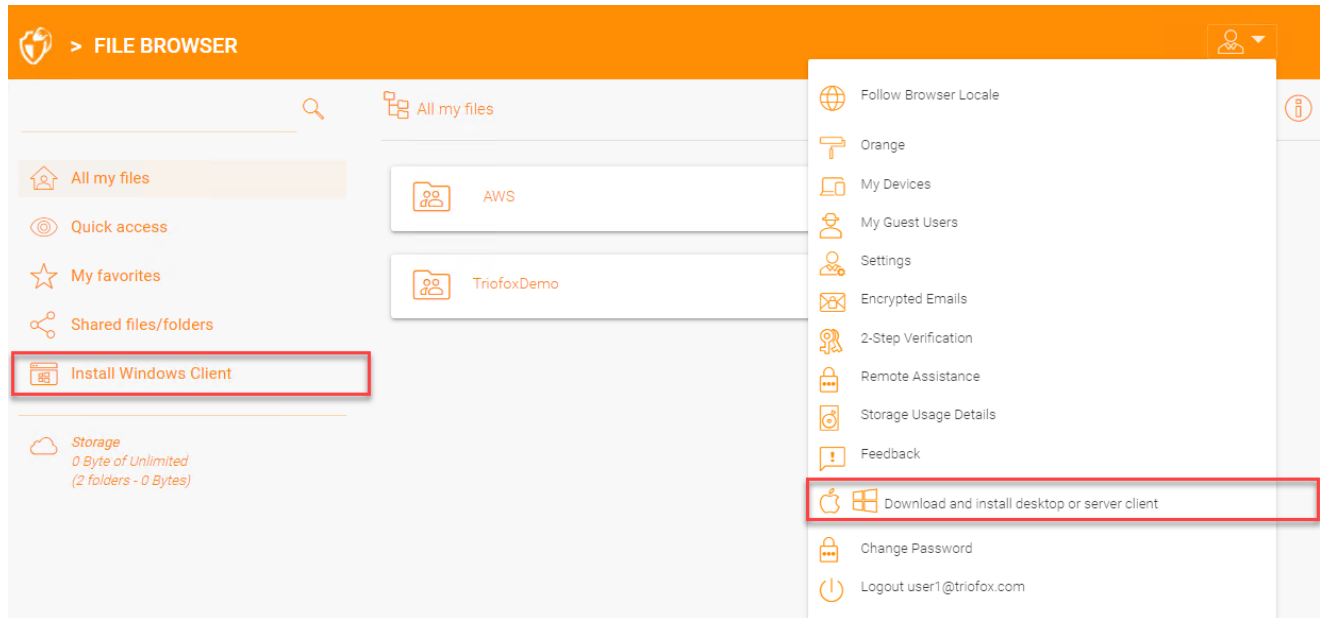 > FILE BROWSER
All my files
Quick access
My favorites
Shared files/folders
Install Windows Client
Storage
0 Byte of Unlimited
(2 folders - 0 Bytes)
All my files
AWS
TriofoxDemo
Follow Browser Locale
Orange
My Devices
My Guest Users
Settings
Encrypted Emails
2-Step Verification
Remote Assistance
Storage Usage Details
Feedback
Download and install desktop or server client
Change Password
Logout user1@triofox.com